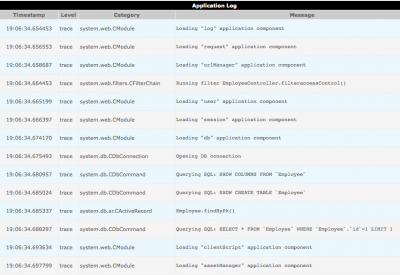 Application Log
Timestamp Level Category Message
19:06:34.654453 trace system.web.CModule Loading "log" application component
19:06:34.656553 trace system.web.CModule Loading "request" application component
19:06:34.658687 trace system.web.CModule Loading "urlManager" application component
19:06:34.664453 trace system.web.filters.CFilterChain Running filter EmployeeController.filteraccessControl()
19:06:34.665199 trace system.web.CModule Loading "user" application component
19:06:34.666397 trace system.web.CModule Loading "session" application component
19:06:34.674170 trace system.web.CModule Loading "db" application component
19:06:34.675493 trace system.db.CDbConnection Opening DB connection
19:06:34.680957 trace system.db.CDbCommand Querying SQL: SHOW COLUMNS FROM `Employee`
19:06:34.685024 trace system.db.CDbCommand Querying SQL: SHOW CREATE TABLE `Employee`
19:06:34.685337 trace system.db.ar.CActiveRecord Employee.findByPk()
19:06:34.688297 trace system.db.CDbCommand Querying SQL: SELECT * FROM `Employee` WHERE `Employee`.`id`=1 LIMIT 1
19:06:34.693634 trace system.web.CModule Loading "clientScript" application component
19:06:34.697799 trace system.web.CModule Loading "assetManager" application component